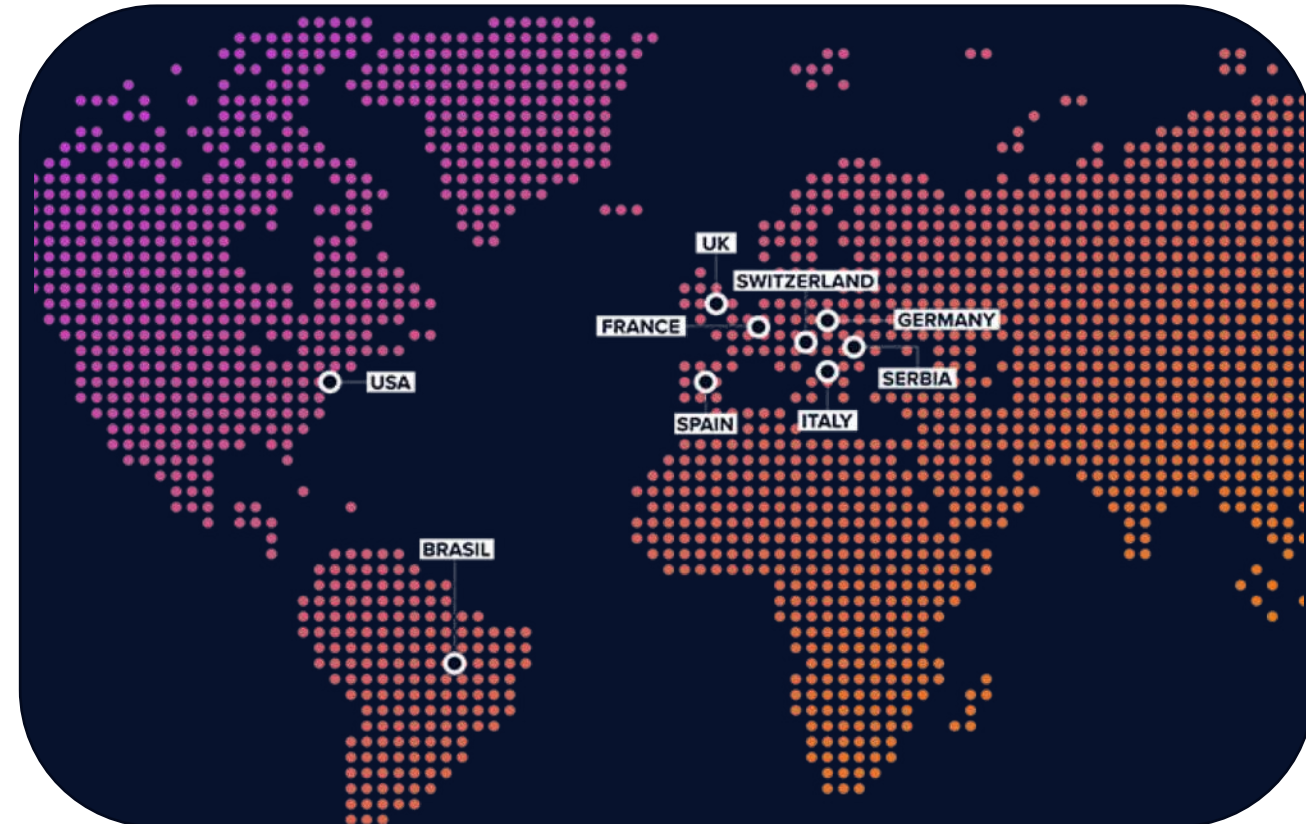 UK
SWITZERLAND
FRANCE
GERMANY
USA
SERBIA
SPAIN
ITALY
BRASIL